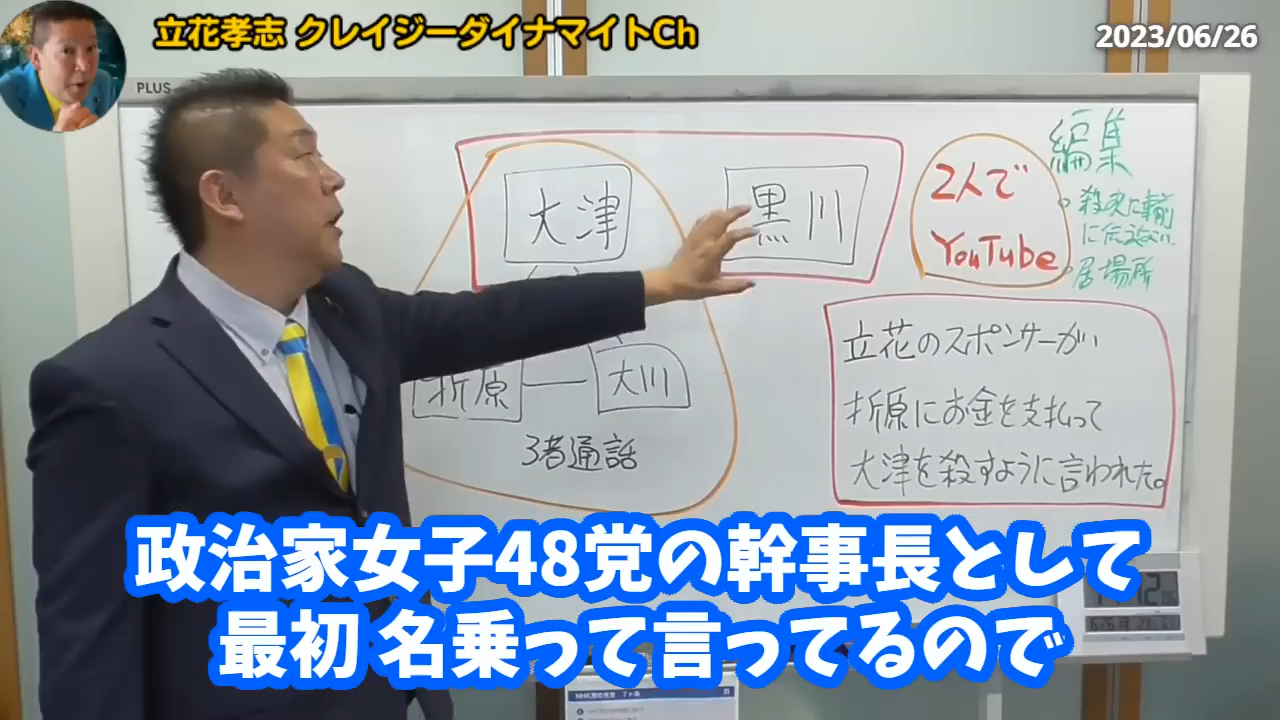 立花孝志 クレイジーダイナマイトCh
2023/06/26
PLUS
大津
黒川
2人で
YouTube
編集
居場所
折原
大川
3者通話
立花のスポンサーが
折原にお金を支払って
大津を殺すように言われた。
政治家女子48党の幹事長として
最初 名乗って言ってるので